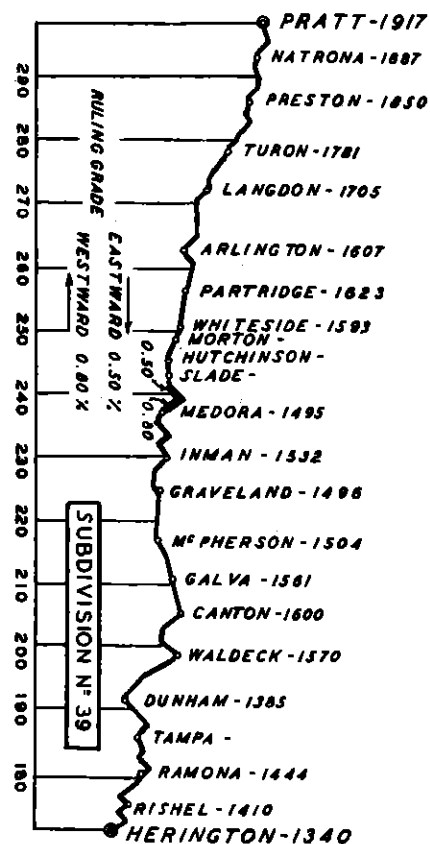 PRATT-1917
NATRONA-1887
PRESTON-1850
TURON-1781
LANGDON-1705
ARLINGTON-1607
PARTRIDGE-1623
WHITESIDE-1593
MORTON-
HUTCHINSON-
SLADE-
MEDORA-1495
INMAN-1532
GRAVELAND-1496
McPHERSON-1504
GALVA-1561
CANTON-1600
WALDECK-1570
DUNHAM-1385
TAMPA-
RAMONA-1444
RISHEL-1410
HERINGTON-1340
RULING GRADE
EASTWARD 0.50 %
WESTWARD 0.80 %
0.50
0.80
SUBDIVISION Nº 39
290
280
270
260
250
240
230
220
210
200
190
180